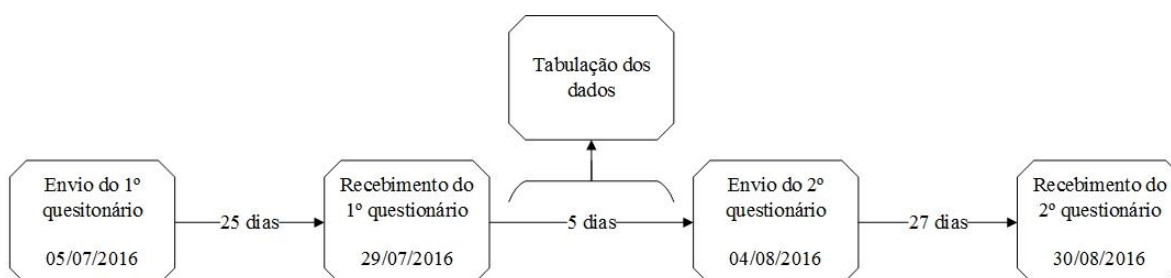 Tabulação dos
dados
Envio do 1º
quesitonário
05/07/2016
25 dias
Recebimento do
1º questionário
29/07/2016
5 dias
Envio do 2º
questionário
04/08/2016
27 dias
Recebimento do
2º questionário
30/08/2016